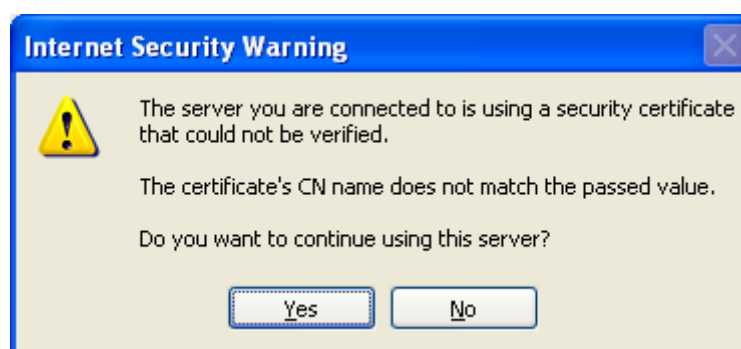 Internet Security Warning
The server you are connected to is using a security certificate
that could not be verified.
The certificate's CN name does not match the passed value.
Do you want to continue using this server?
Yes
No